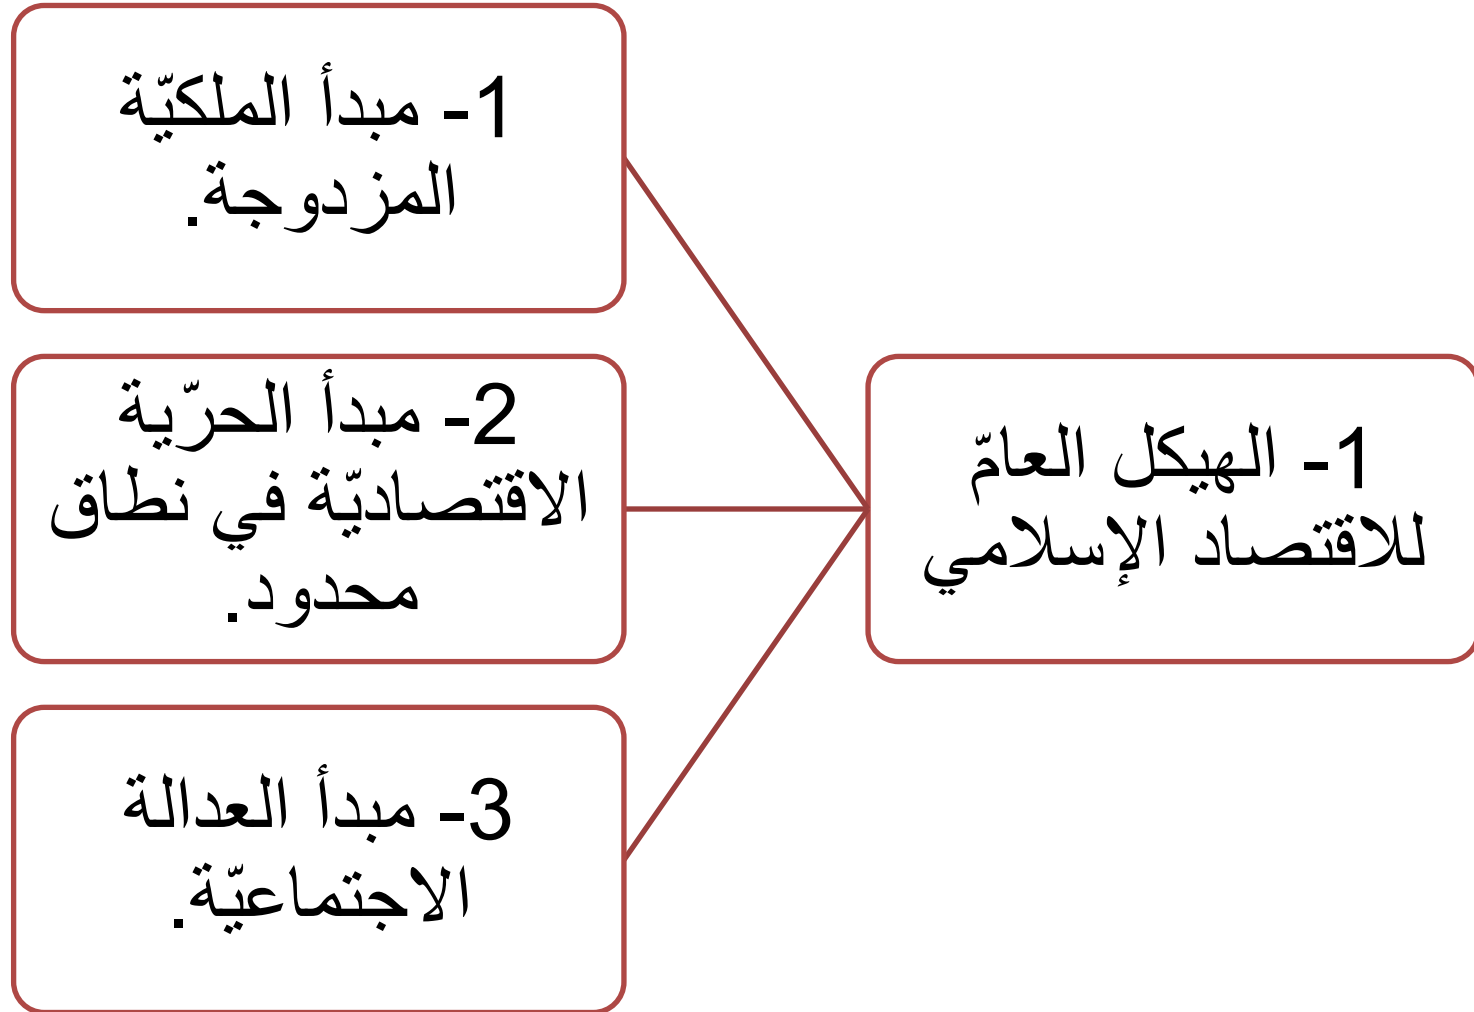 1- الهيكل العامّ
للاقتصاد الإسلامي
1- مبدأ الملكيّة
المزدوجة.
2- مبدأ الحرّية
الاقتصاديّة في نطاق
محدود.
3- مبدأ العدالة
الاجتماعيّة.